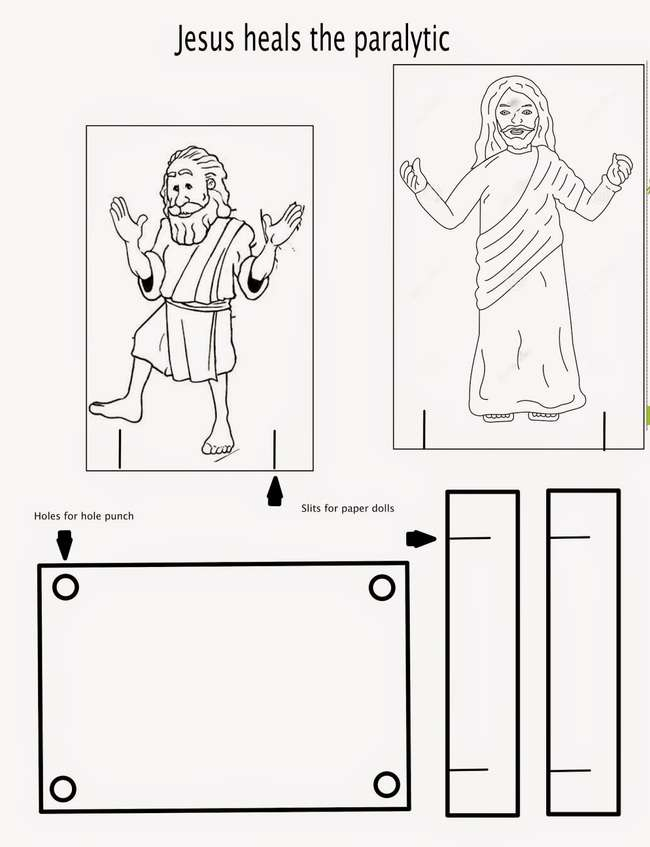 Jesus heals the paralytic
Slits for paper dolls
Holes for hole punch